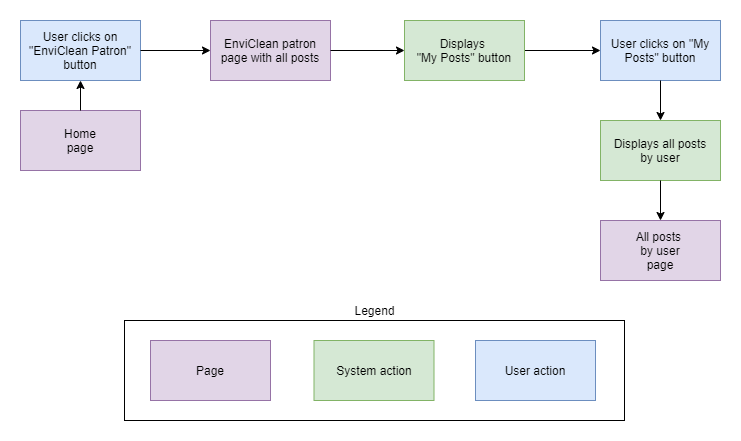 User clicks on
"EnviClean Patron"
button
EnviClean patron
page with all posts
Displays
"My Posts" button
User clicks on "My
Posts" button
Home
page
Displays all posts
by user
All posts
by user
page
Legend
Page
System action
User action